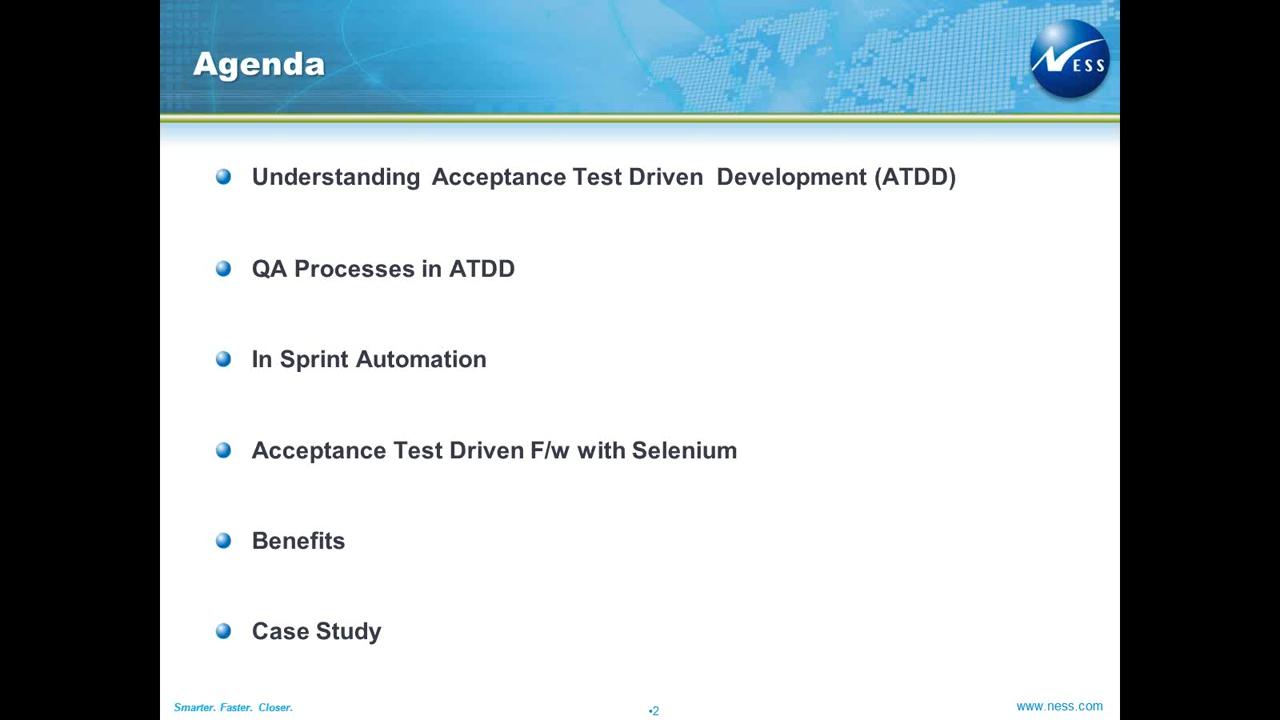 Agenda
NESS
Understanding Acceptance Test Driven Development (ATDD)
QA Processes in ATDD
In Sprint Automation
Acceptance Test Driven F/w with Selenium
Benefits
Case Study
Smarter. Faster. Closer.
•2
www.ness.com